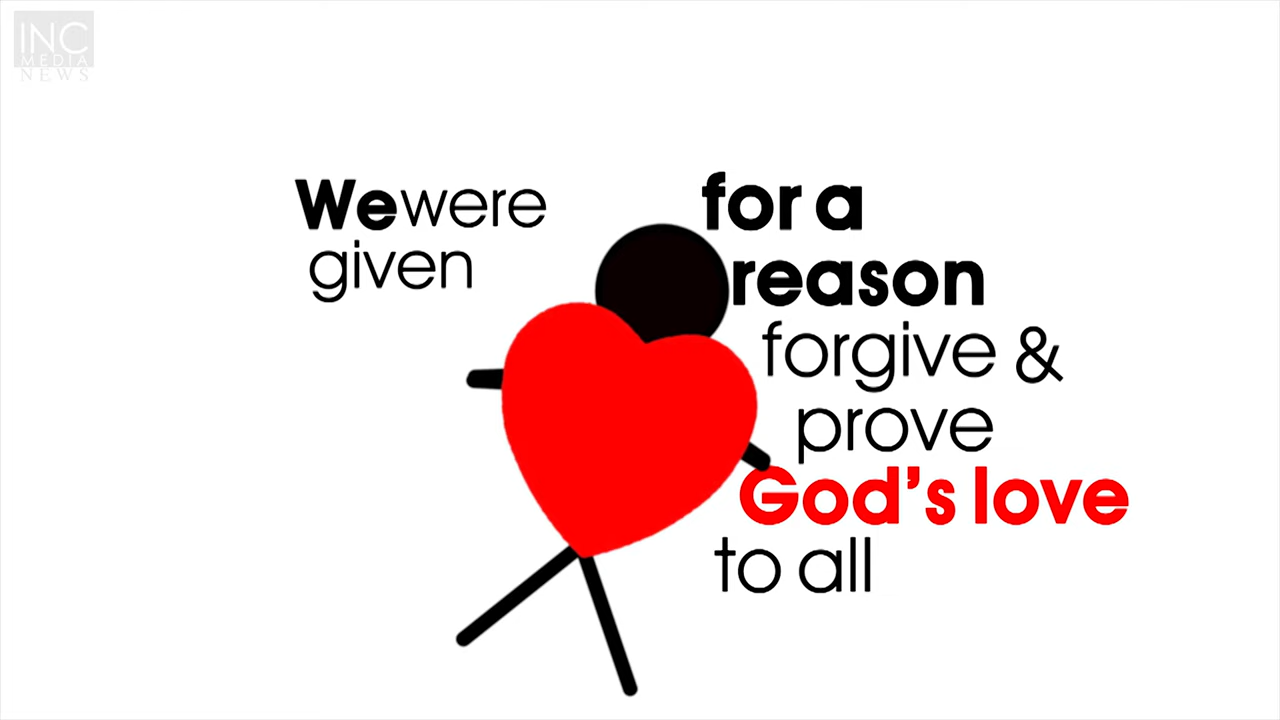 INC
MEDIA
NEWS
We were
given
for a
reason
forgive &
prove
God's love
to all